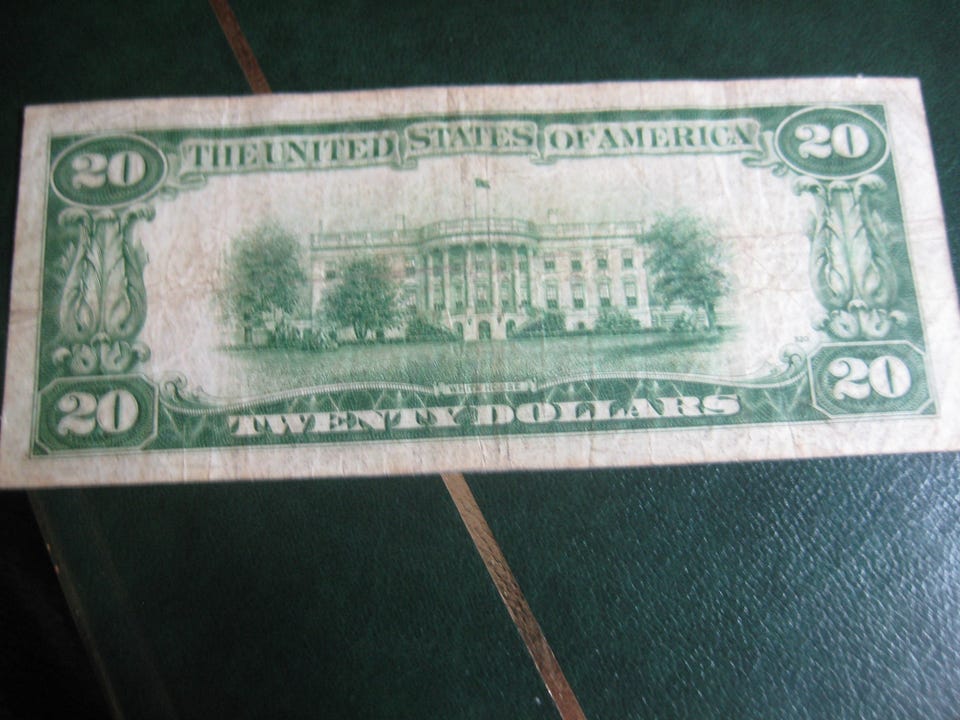 20 THE UNITED STATES OF AMERICA 20
20 TWENTY DOLLARS 20